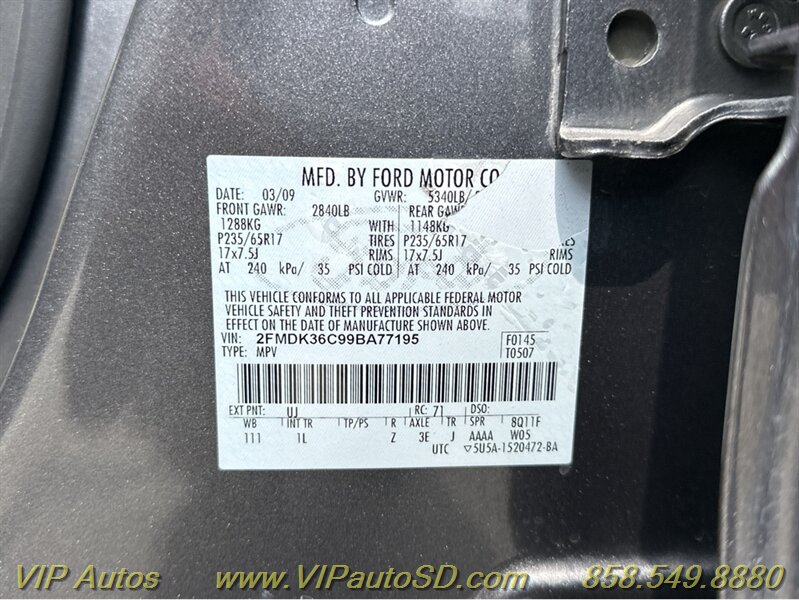 MFD. BY FORD MOTOR CO
DATE: 03/09 GVWR: 5340LB/
FRONT GAWR: 2840LB REAR GAWR
1288KG WITH 1148KG
P235/65R17 TIRES P235/65R17
17x7.5J RIMS 17x7.5J RIMS
AT 240 kPa/ 35 PSI COLD AT 240 kPa/ 35 PSI COLD
THIS VEHICLE CONFORMS TO ALL APPLICABLE FEDERAL MOTOR
VEHICLE SAFETY AND THEFT PREVENTION STANDARDS IN
EFFECT ON THE DATE OF MANUFACTURE SHOWN ABOVE.
VIN: 2FMDK36C99BA77195 F0145
TYPE: MPV T0507
EXT PNT: UJ RC: 71 DSO:
WB INT TR TP/PS R AXLE TR SPR 8Q11F
111 1L Z 3E J AAAA W05
UTC ▽5U5A-1520472-BA
VIP Autos www.VIPautoSD.com 858.549.8880